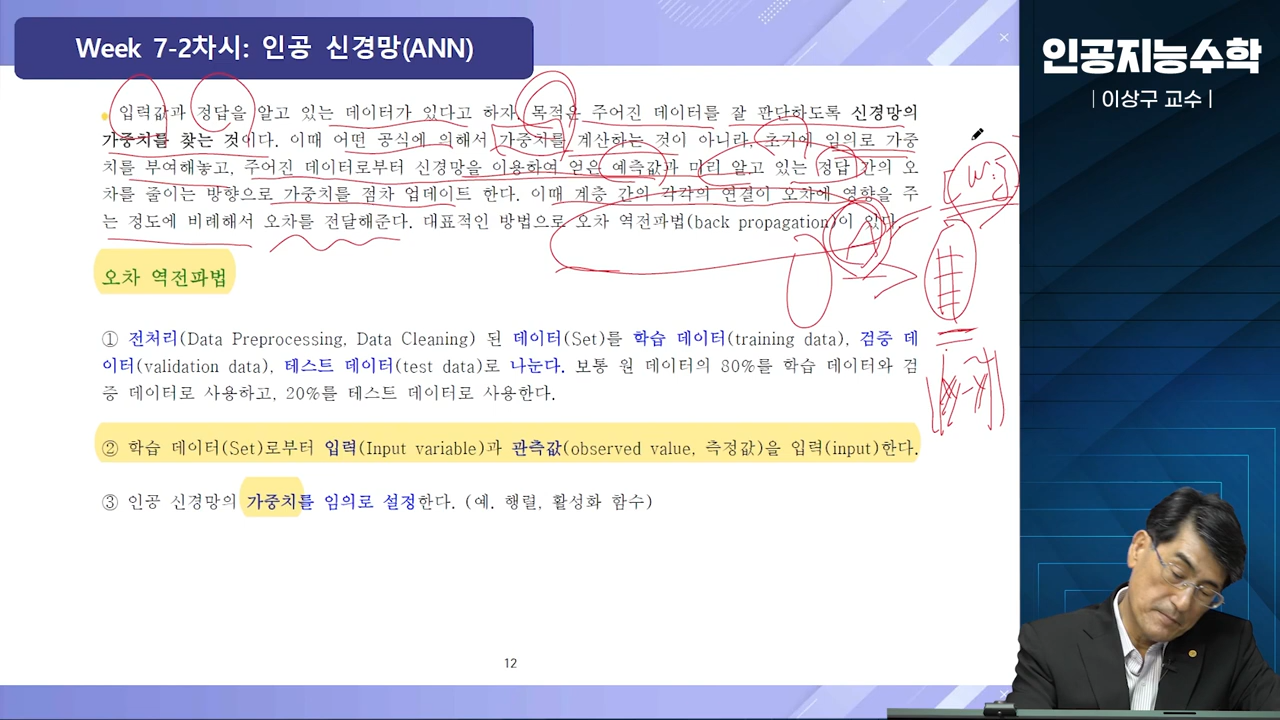 Week 7-2차시: 인공 신경망(ANN)
인공지능수학
| 이상구 교수 |
입력값과 정답을 알고 있는 데이터가 있다고 하자. 목적은 주어진 데이터를 잘 판단하도록 신경망의
가중치를 찾는 것이다. 이때 어떤 공식에 의해서 가중치를 계산하는 것이 아니라, 초기에 임의로 가중
치를 부여해놓고, 주어진 데이터로부터 신경망을 이용하여 얻은 예측값과 미리 알고 있는 정답 간의 오
차를 줄이는 방향으로 가중치를 점차 업데이트 한다. 이때 계층 간의 각각의 연결이 오차에 영향을 주
는 정도에 비례해서 오차를 전달해준다. 대표적인 방법으로 오차 역전파법(back propagation)이 있다.
오차 역전파법
① 전처리(Data Preprocessing, Data Cleaning) 된 데이터(Set)를 학습 데이터(training data), 검증 데
이터(validation data), 테스트 데이터(test data)로 나눈다. 보통 원 데이터의 80%를 학습 데이터와 검
증 데이터로 사용하고, 20%를 테스트 데이터로 사용한다.
② 학습 데이터(Set)로부터 입력(Input variable)과 관측값(observed value, 측정값)을 입력(input)한다.
③ 인공 신경망의 가중치를 임의로 설정한다. (예. 행렬, 활성화 함수)
12